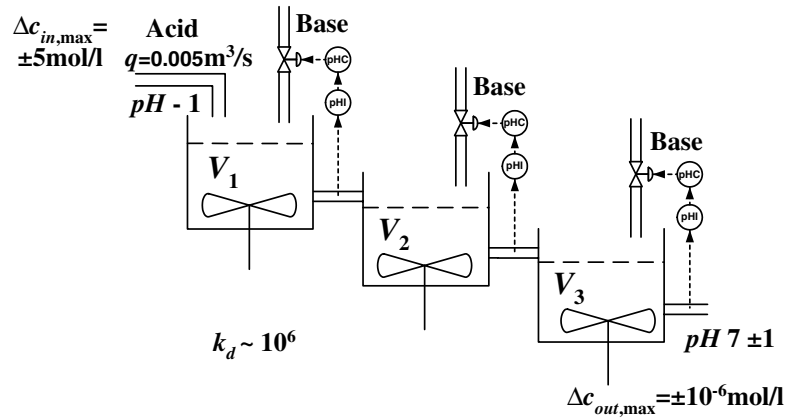 Δc_in,max=
±5mol/l
Acid
q=0.005m³/s
pH - 1
Base
pHC
pHI
V₁
Base
pHC
pHI
V₂
Base
pHC
pHI
V₃
k_d ~ 10⁶
pH 7 ±1
Δc_out,max=±10⁻⁶mol/l